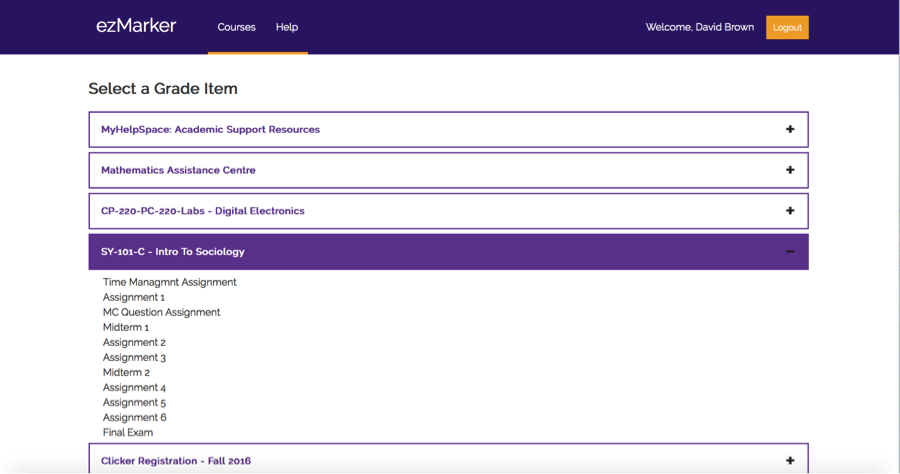 ezMarker
Courses
Help
Welcome, David Brown
Logout
Select a Grade Item
MyHelpSpace: Academic Support Resources
Mathematics Assistance Centre
CP-220-PC-220-Labs - Digital Electronics
SY-101-C - Intro To Sociology
Time Managmnt Assignment
Assignment 1
MC Question Assignment
Midterm 1
Assignment 2
Assignment 3
Midterm 2
Assignment 4
Assignment 5
Assignment 6
Final Exam
Clicker Registration - Fall 2016